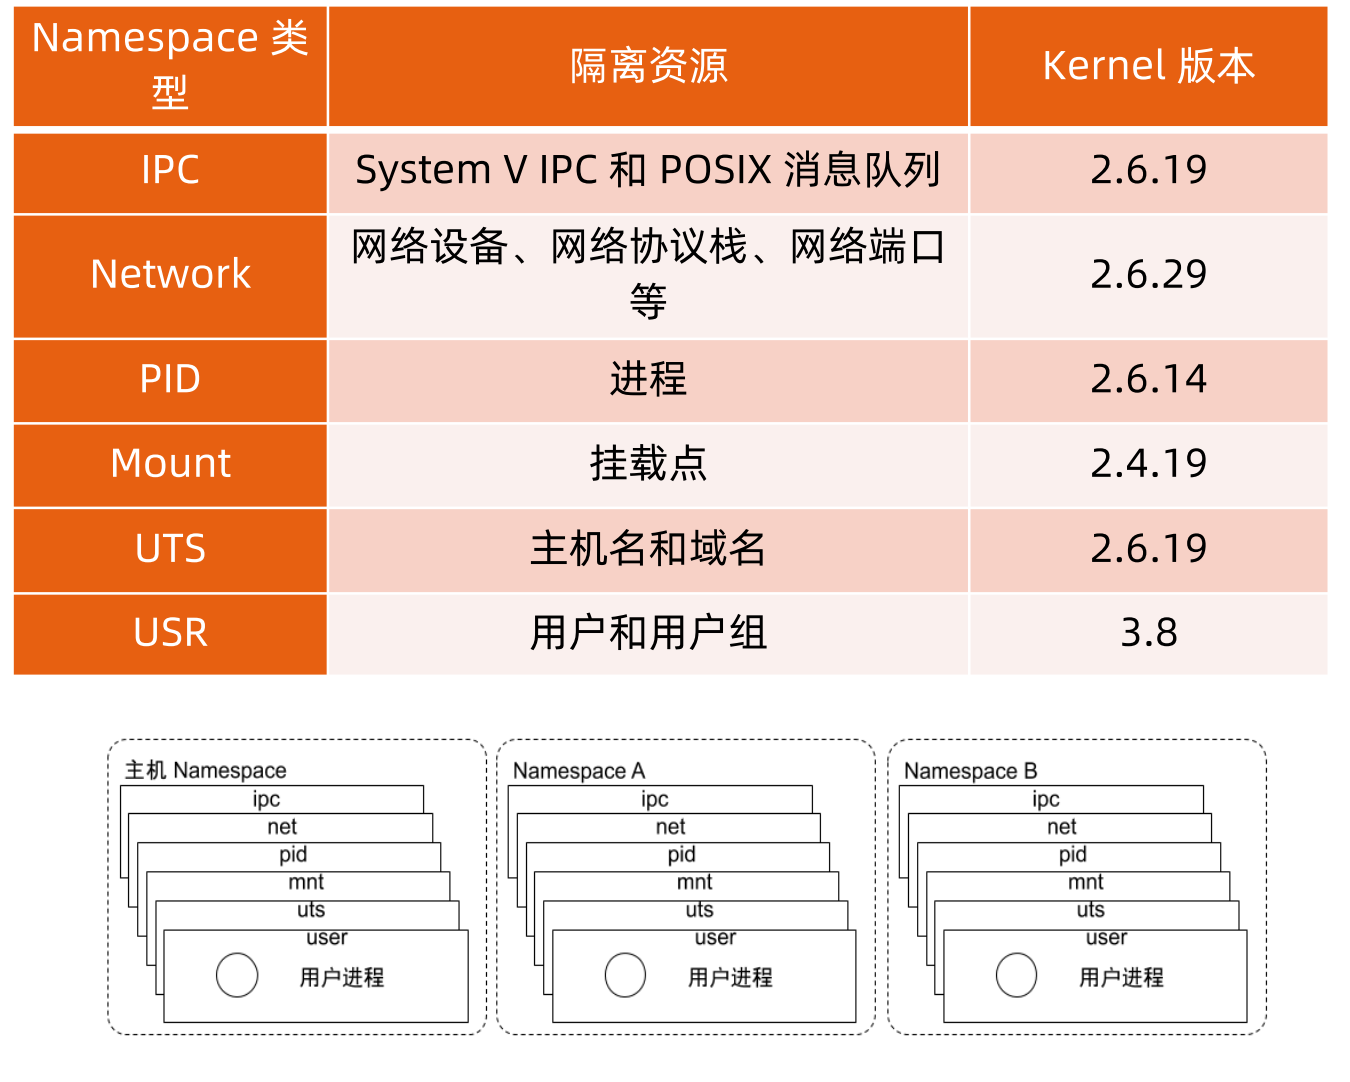 Namespace 类
型
隔离资源
Kernel 版本
IPC
System V IPC 和 POSIX 消息队列
2.6.19
Network
网络设备、网络协议栈、网络端口
等
2.6.29
PID
进程
2.6.14
Mount
挂载点
2.4.19
UTS
主机名和域名
2.6.19
USR
用户和用户组
3.8
主机 Namespace
ipc
net
pid
mnt
uts
user
用户进程
Namespace A
ipc
net
pid
mnt
uts
user
用户进程
Namespace B
ipc
net
pid
mnt
uts
user
用户进程